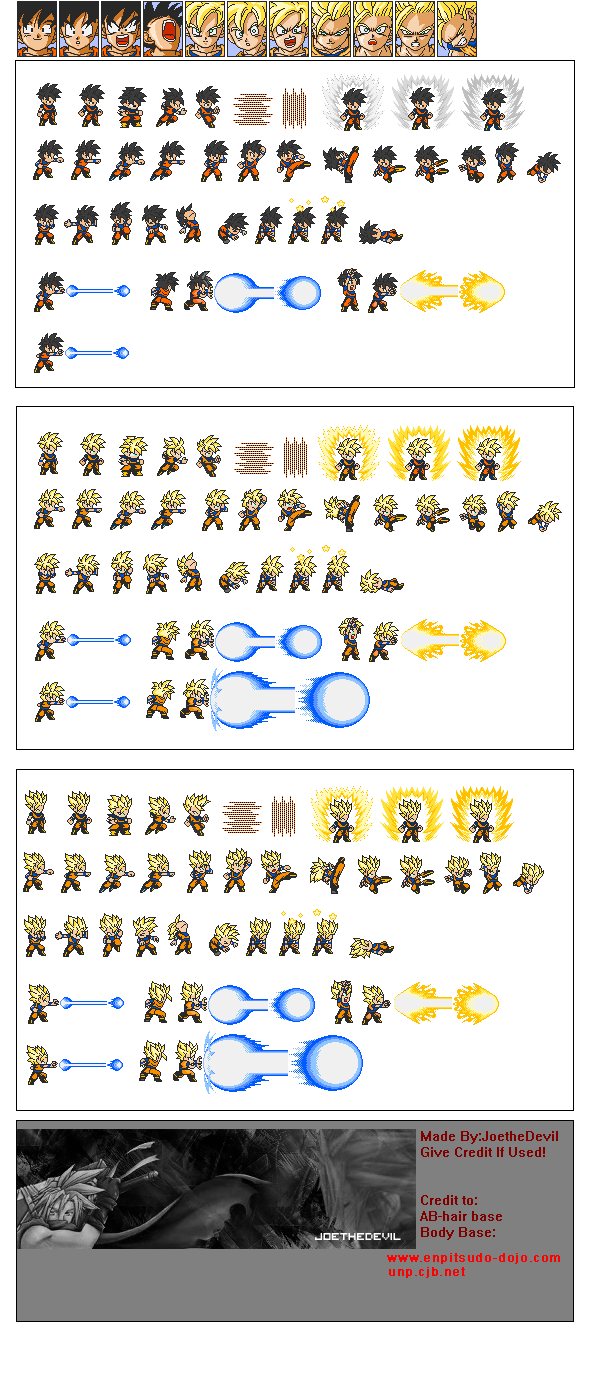 Made By:JoetheDevil
Give Credit If Used!
Credit to:
AB-hair base
Body Base:
JOETHEDEVIL
www.enpitsudo-dojo.com
unp.cjb.net